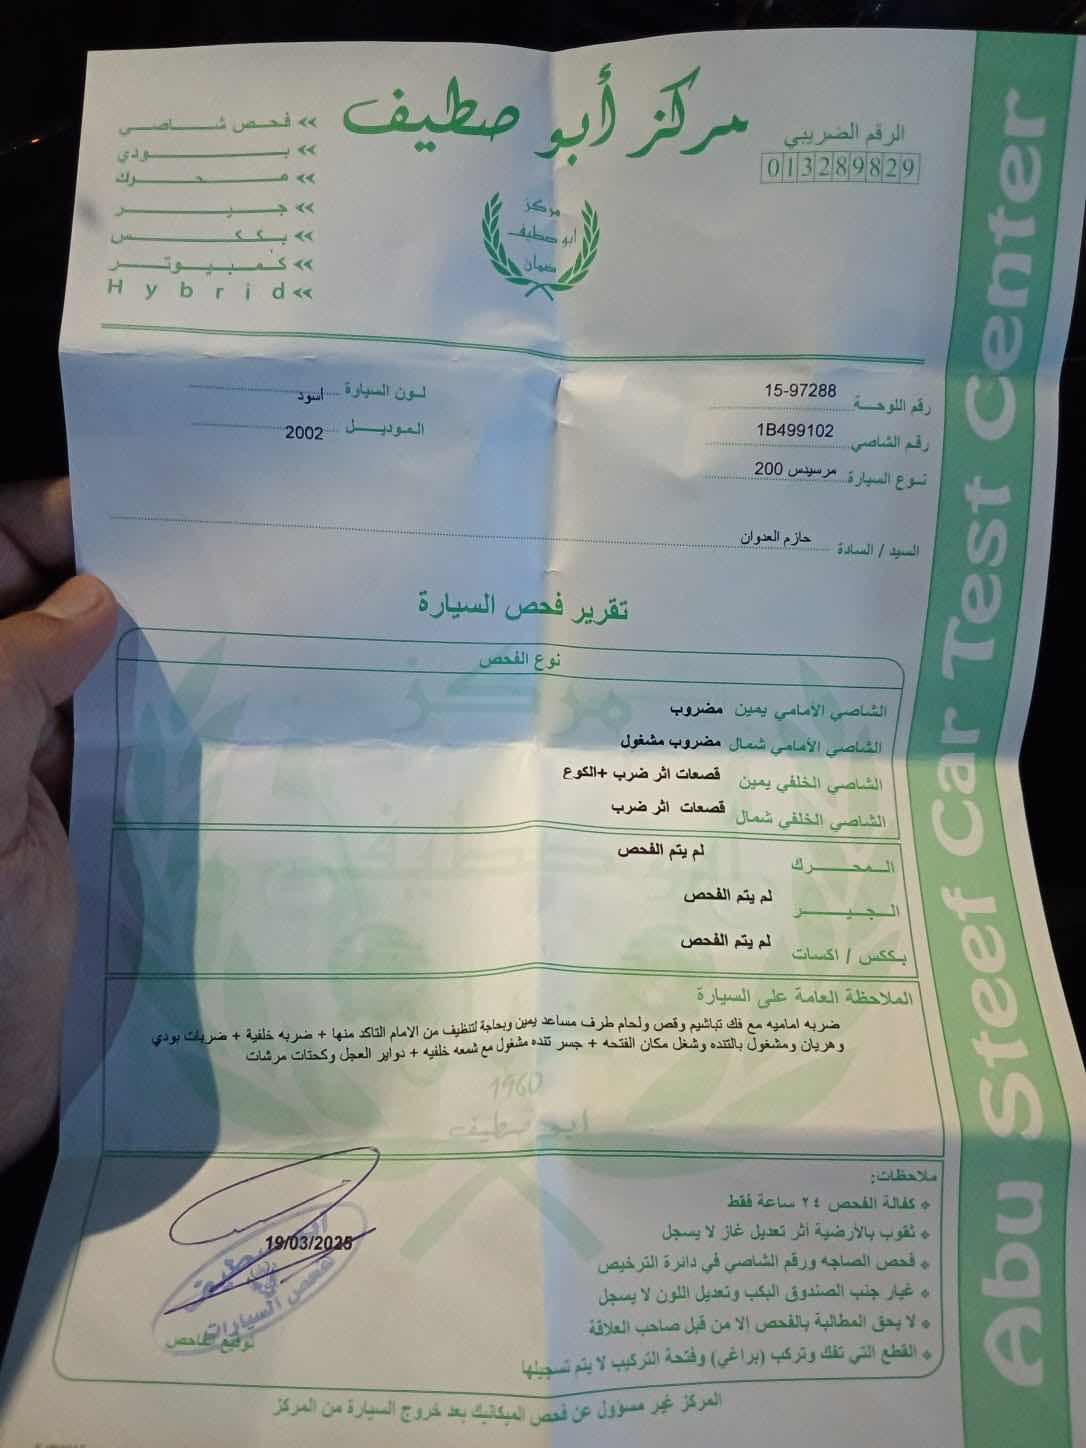 مركز أبو صطيف
الرقم الضريبي
013289829
فحص شاصي
بودي
محرك
جير
بككس
كمبيوتر
Hybrid
مركز
ابو صطيف
عمان
رقم اللوحة 15-97288
لون السيارة اسود
رقم الشاصي 1B499102
الموديل 2002
نوع السيارة مرسيدس 200
السيد / السادة حازم العدوان
تقرير فحص السيارة
نوع الفحص
الشاصي الأمامي يمين مضروب
الشاصي الأمامي شمال مضروب مشغول
الشاصي الخلفي يمين قصعات اثر ضرب +الكوع
الشاصي الخلفي شمال قصعات اثر ضرب
المحرك لم يتم الفحص
الجير لم يتم الفحص
بككس / اكسات لم يتم الفحص
الملاحظة العامة على السيارة
ضربه اماميه مع فك تباشيم وقص ولحام طرف مساعد يمين وبحاجة لتنظيف من الامام التاكد منها + ضربه خلفية + ضربات بودي
وهريان ومشغول بالتنده وشغل مكان الفتحه + جسر تنده مشغول مع شمعه خلفيه + دواير العجل وكحتات مرشات
1960
ابو صطيف
ملاحظات:
كفالة الفحص ٢٤ ساعة فقط
ثقوب بالأرضية أثر تعديل غاز لا يسجل
فحص الصاجه ورقم الشاصي في دائرة الترخيص
غيار جنب الصندوق البكب وتعديل اللون لا يسجل
لا يحق المطالبة بالفحص إلا من قبل صاحب العلاقة
القطع التي تفك وتركب (براغي) وفتحة التركيب لا يتم تسجيلها
19/03/2025
لفحص السيارات
توقيع الفاحص
المركز غير مسؤول عن فحص الميكانيك بعد خروج السيارة من المركز
Abu Steef Car Test Center